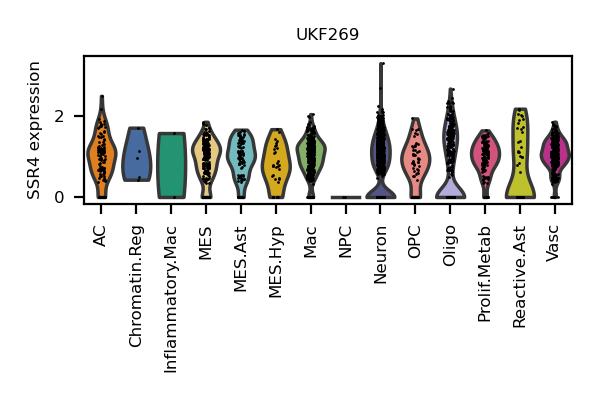 UKF269
SSR4 expression
2
0
AC
Chromatin.Reg
Inflammatory.Mac
MES
MES.Ast
MES.Hyp
Mac
NPC
Neuron
OPC
Oligo
Prolif.Metab
Reactive.Ast
Vasc